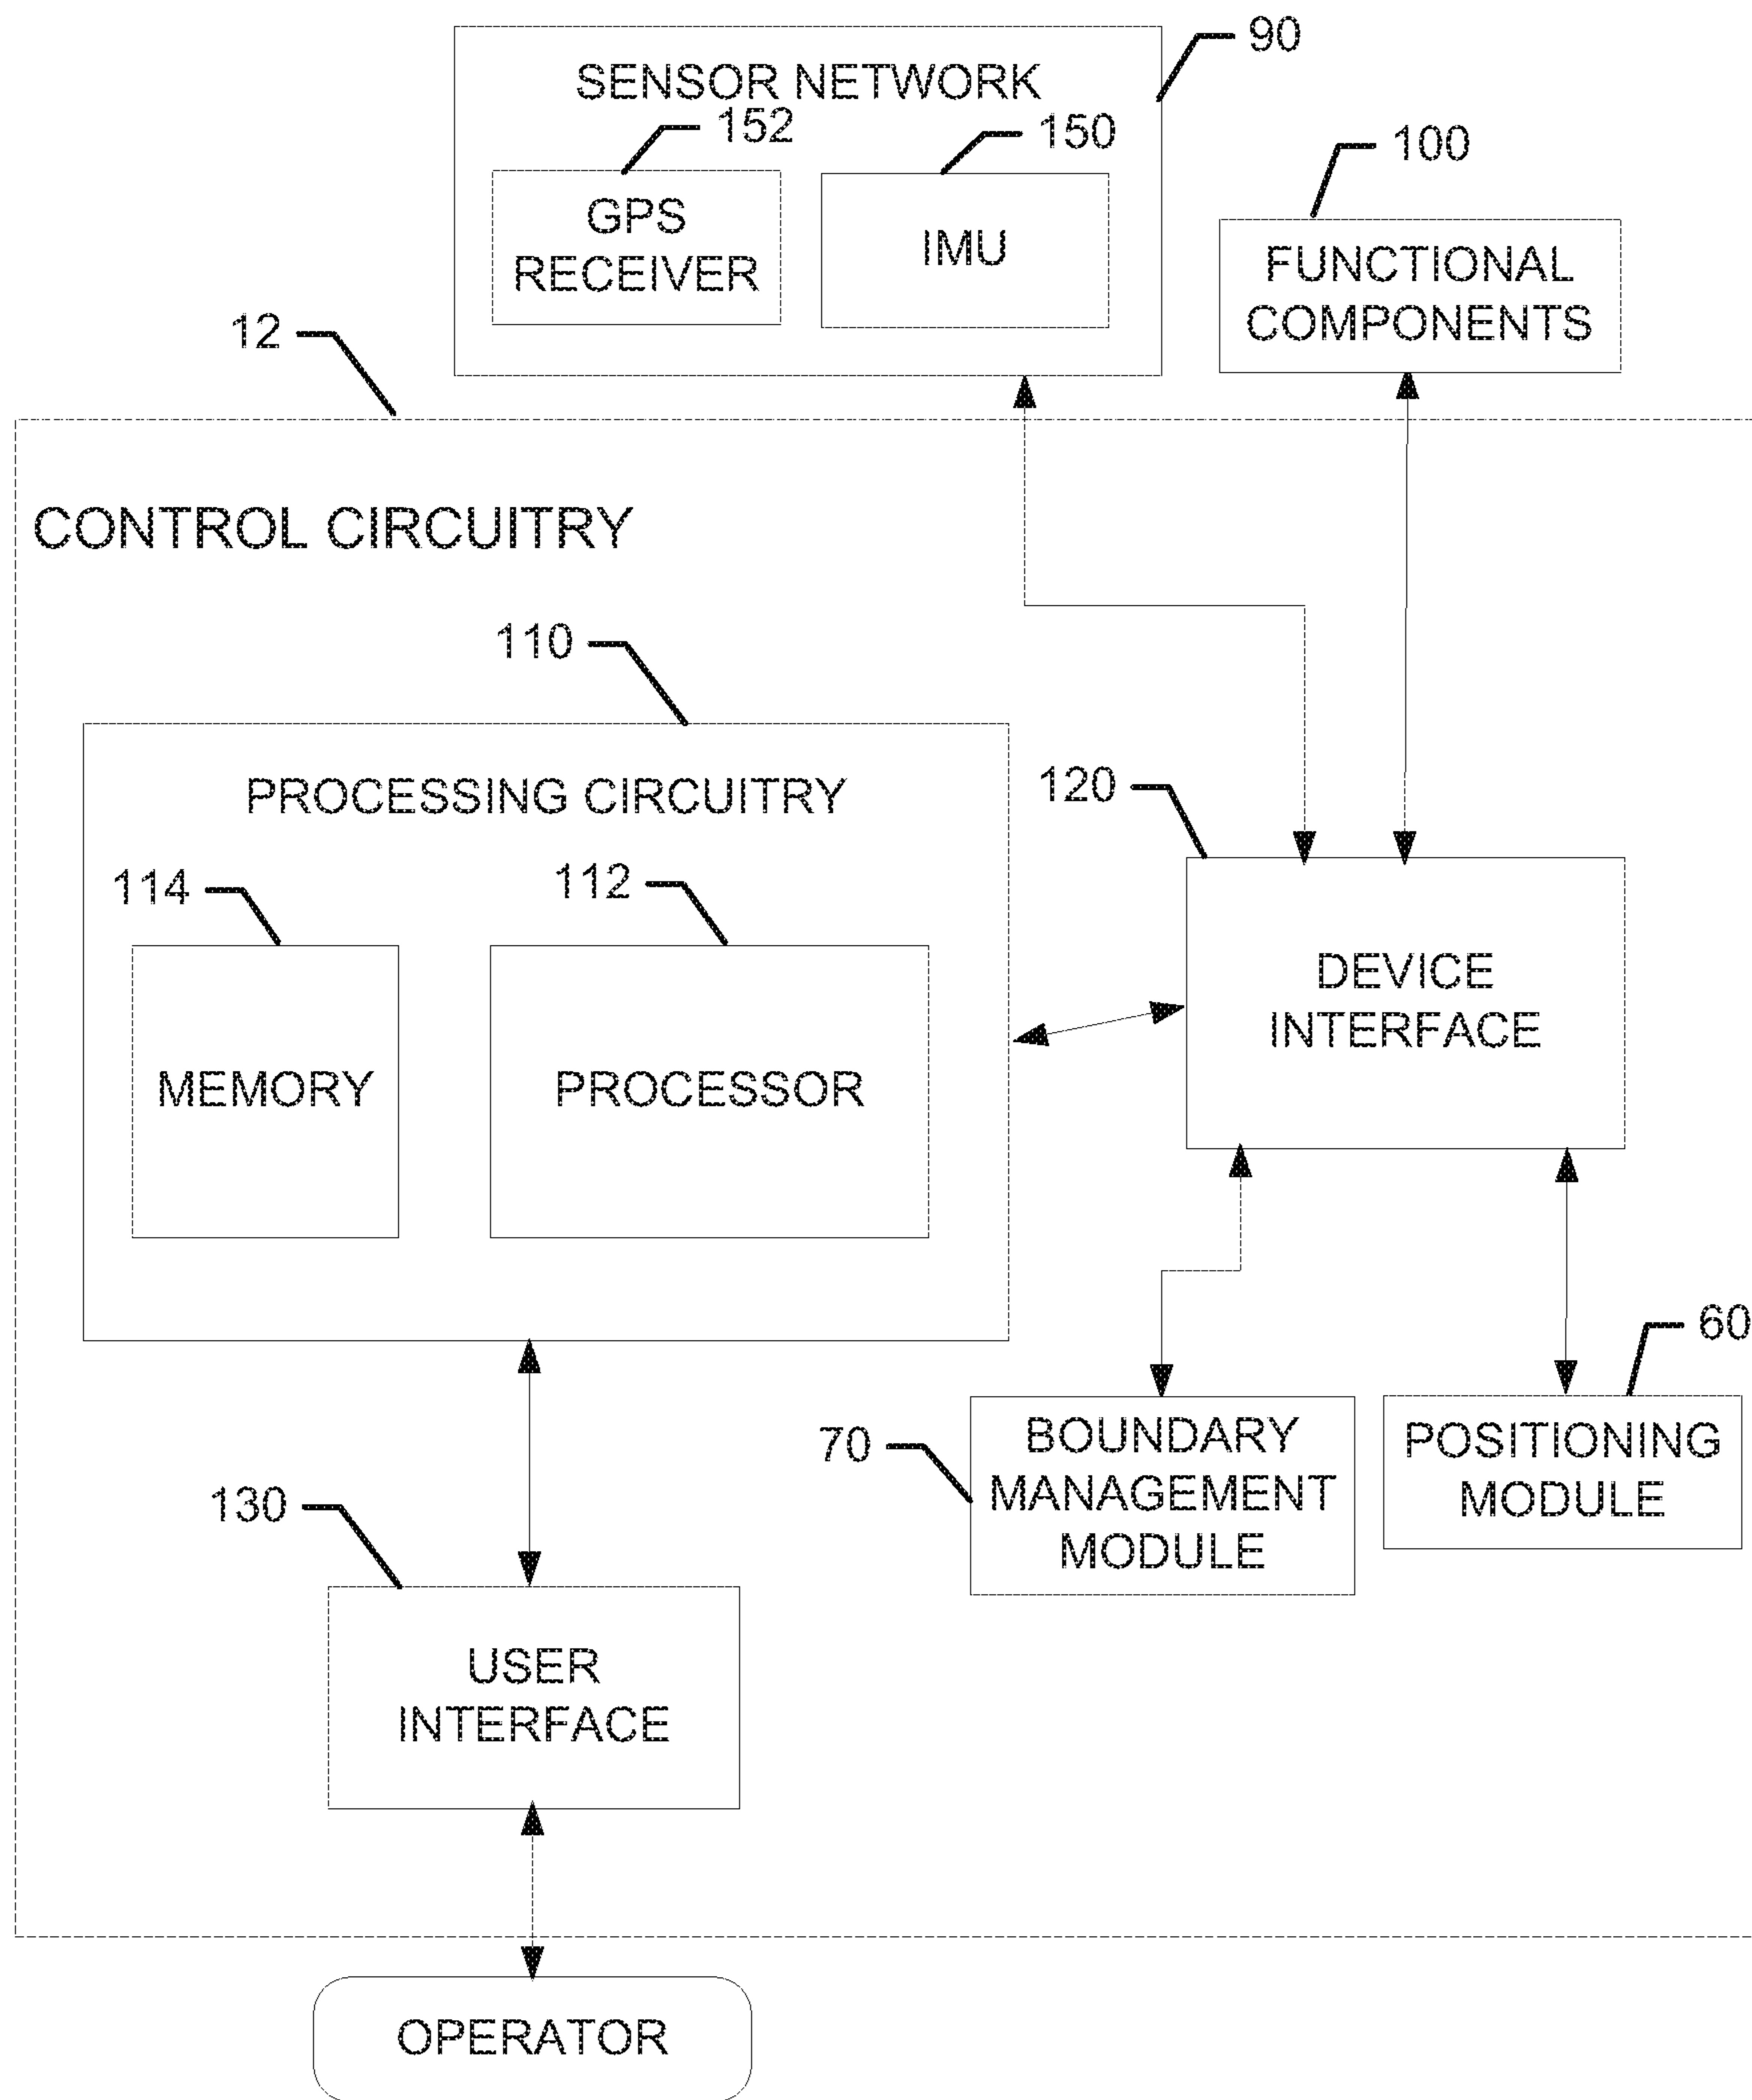 90
SENSOR NETWORK
152
150
100
GPS
RECEIVER
IMU
FUNCTIONAL
COMPONENTS
12
CONTROL CIRCUITRY
110
PROCESSING CIRCUITRY
120
114
112
DEVICE
INTERFACE
MEMORY
PROCESSOR
60
70
BOUNDARY
MANAGEMENT
MODULE
POSITIONING
MODULE
130
USER
INTERFACE
OPERATOR